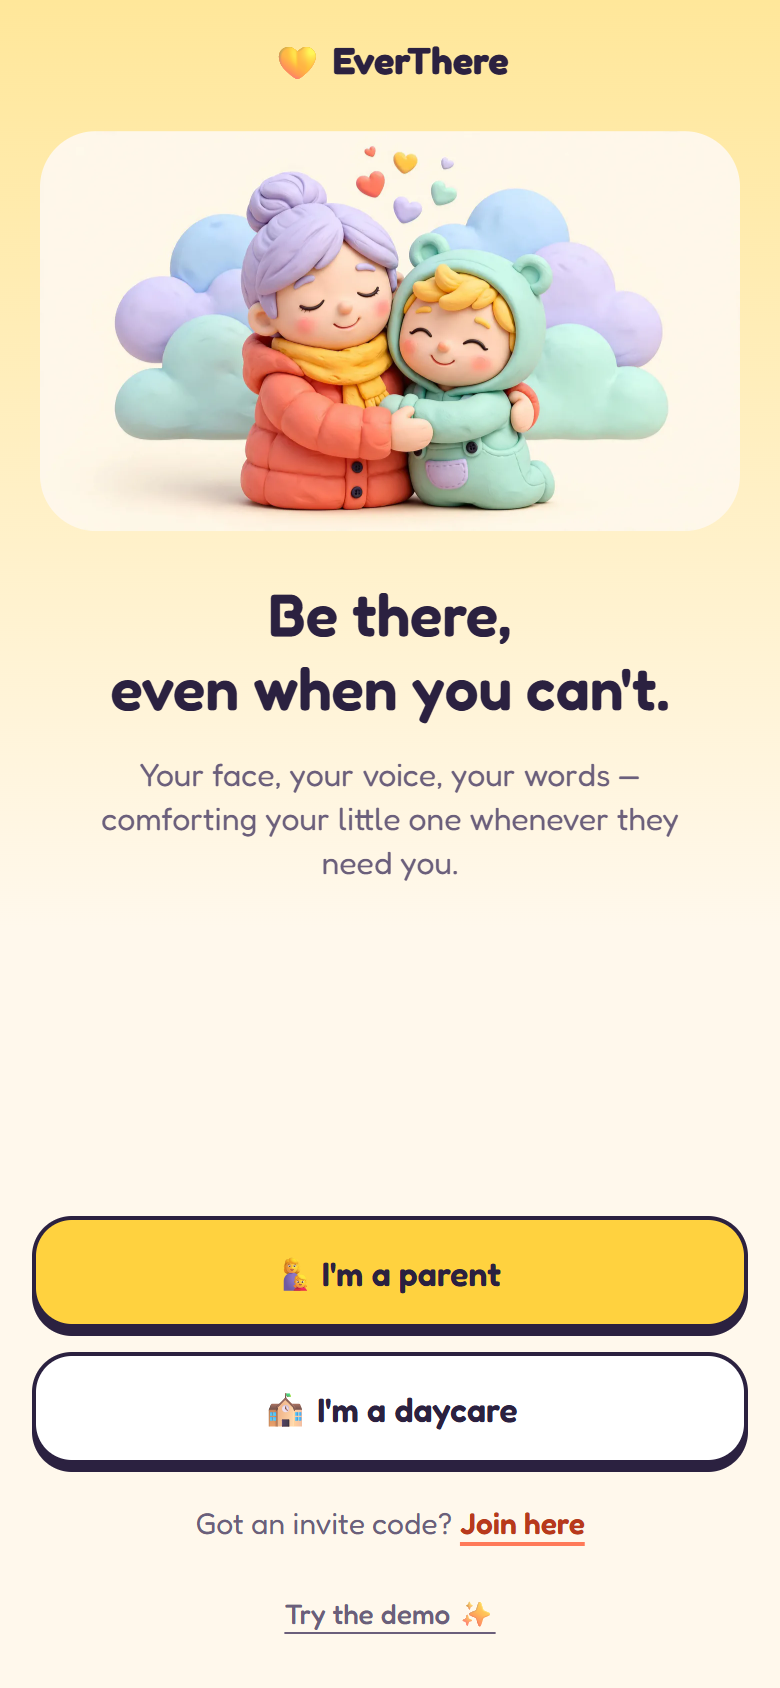 💛 EverThere
Be there,
even when you can't.
Your face, your voice, your words —
comforting your little one whenever they
need you.
🤱 I'm a parent
🏫 I'm a daycare
Got an invite code? Join here
Try the demo ✨